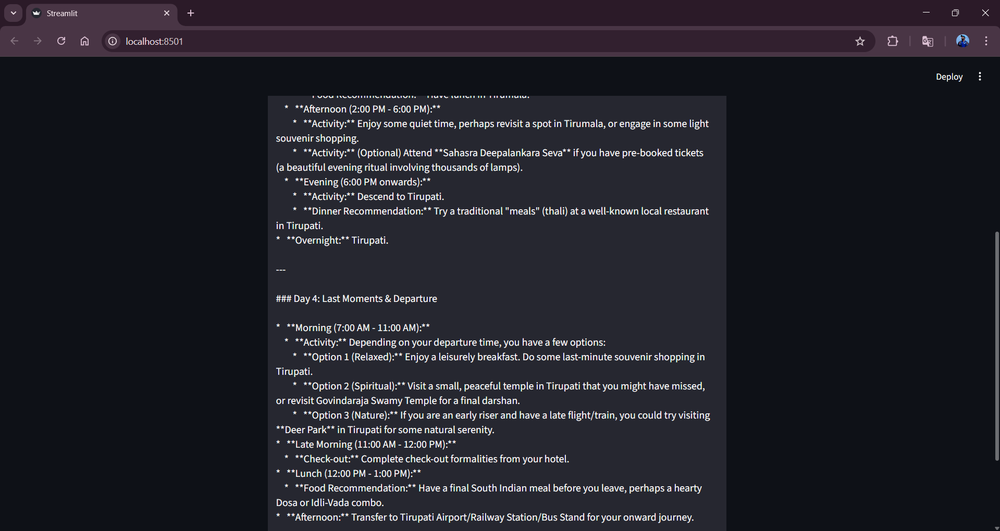 Streamlit
localhost:8501
Deploy
Food Recommendation:** Have lunch in Tirumala.
* **Afternoon (2:00 PM - 6:00 PM):**
* **Activity:** Enjoy some quiet time, perhaps revisit a spot in Tirumala, or engage in some light
souvenir shopping.
* **Activity:** (Optional) Attend **Sahasra Deepalankara Seva** if you have pre-booked tickets
(a beautiful evening ritual involving thousands of lamps).
* **Evening (6:00 PM onwards):**
* **Activity:** Descend to Tirupati.
* **Dinner Recommendation:** Try a traditional "meals" (thali) at a well-known local restaurant
in Tirupati.
* **Overnight:** Tirupati.
---
### Day 4: Last Moments & Departure
* **Morning (7:00 AM - 11:00 AM):**
* **Activity:** Depending on your departure time, you have a few options:
* **Option 1 (Relaxed):** Enjoy a leisurely breakfast. Do some last-minute souvenir shopping in
Tirupati.
* **Option 2 (Spiritual):** Visit a small, peaceful temple in Tirupati that you might have missed,
or revisit Govindaraja Swamy Temple for a final darshan.
* **Option 3 (Nature):** If you are an early riser and have a late flight/train, you could try visiting
**Deer Park** in Tirupati for some natural serenity.
* **Late Morning (11:00 AM - 12:00 PM):**
* **Check-out:** Complete check-out formalities from your hotel.
* **Lunch (12:00 PM - 1:00 PM):**
* **Food Recommendation:** Have a final South Indian meal before you leave, perhaps a hearty
Dosa or Idli-Vada combo.
* **Afternoon:** Transfer to Tirupati Airport/Railway Station/Bus Stand for your onward journey.